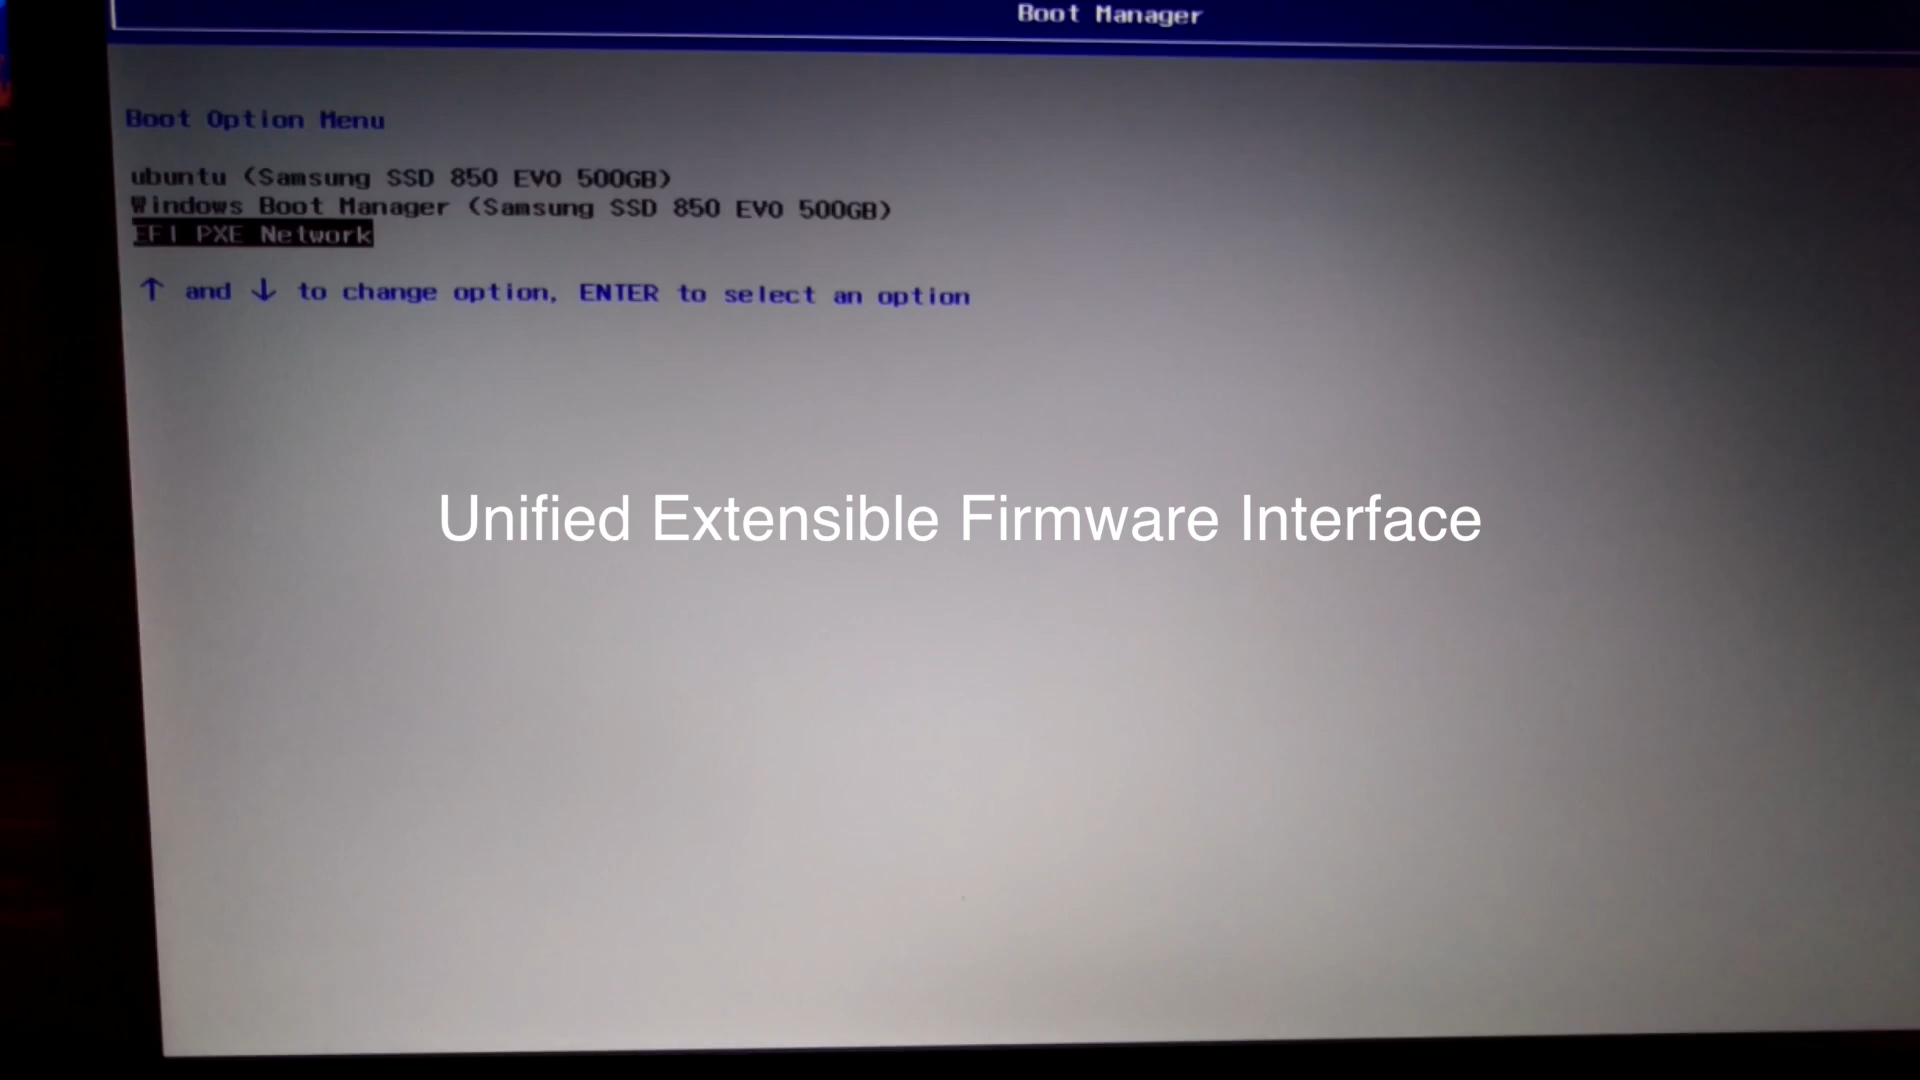 Boot Manager
Boot Option Menu
ubuntu (Samsung SSD 850 EVO 500GB)
Windows Boot Manager (Samsung SSD 850 EVO 500GB)
EFI PXE Network
↑ and ↓ to change option, ENTER to select an option
Unified Extensible Firmware Interface